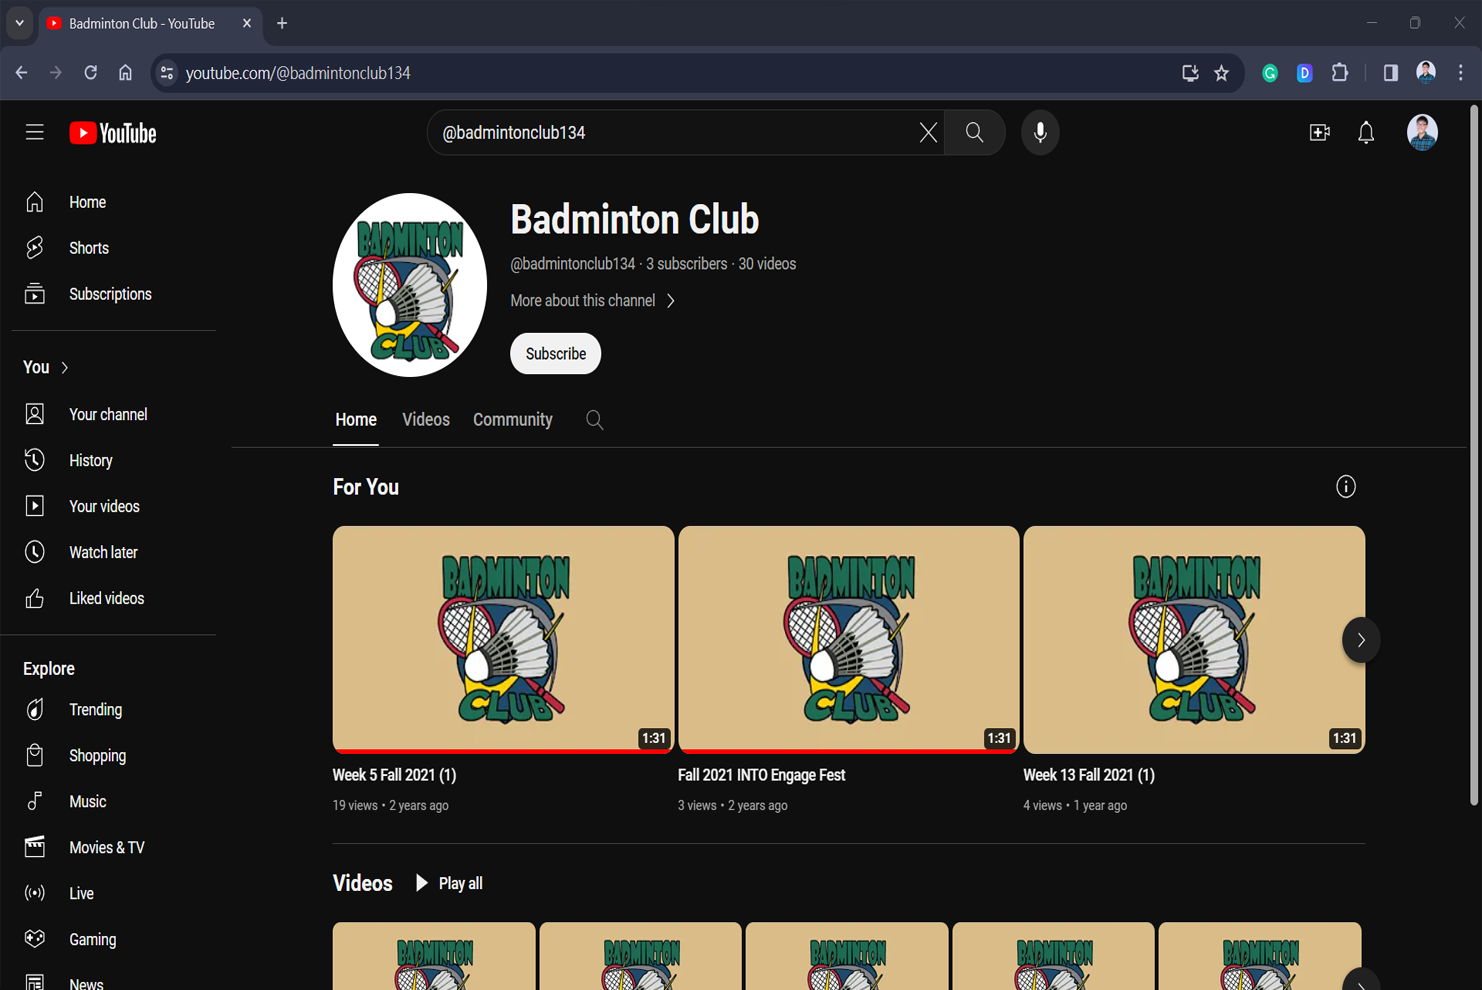 Badminton Club - YouTube
youtube.com/@badmintonclub134
YouTube
@badmintonclub134
Home
Shorts
Subscriptions
You
Your channel
History
Your videos
Watch later
Liked videos
Explore
Trending
Shopping
Music
Movies & TV
Live
Gaming
News
BADMINTON
CLUB
Badminton Club
@badmintonclub134 · 3 subscribers · 30 videos
More about this channel
Subscribe
Home Videos Community
For You
BADMINTON
CLUB
1:31
Week 5 Fall 2021 (1)
19 views • 2 years ago
BADMINTON
CLUB
1:31
Fall 2021 INTO Engage Fest
3 views • 2 years ago
BADMINTON
CLUB
1:31
Week 13 Fall 2021 (1)
4 views • 1 year ago
Videos Play all
BADMINTON
BADMINTON
BADMINTON
BADMINTON
BADMINTON